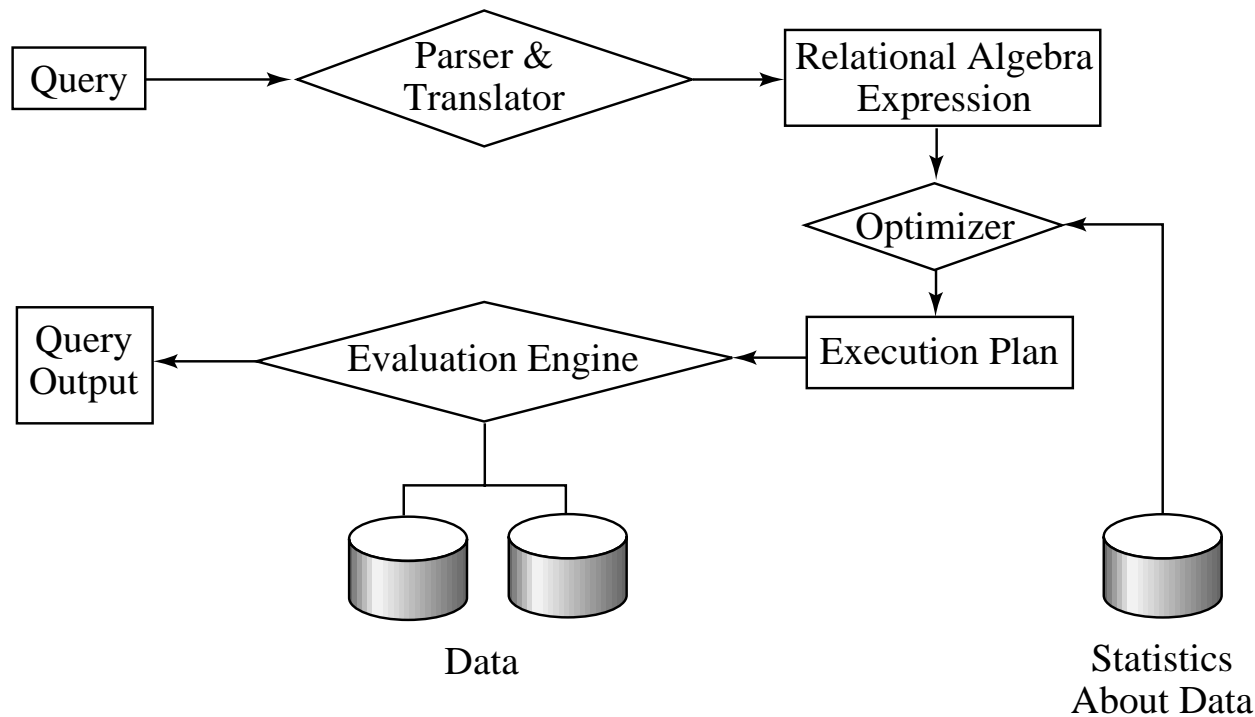 Query
Parser &
Translator
Relational Algebra
Expression
Optimizer
Query
Output
Evaluation Engine
Execution Plan
Data
Statistics
About Data